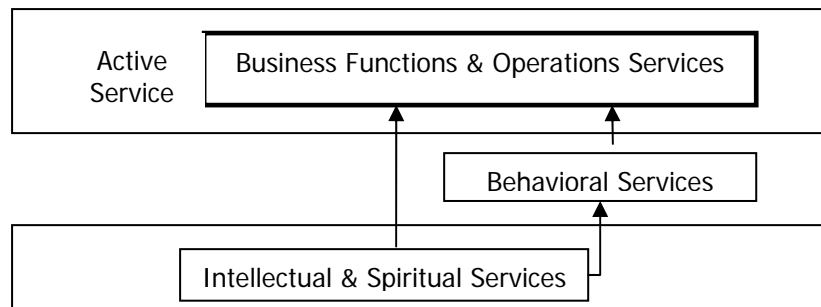 Active
Service
Business Functions & Operations Services
Behavioral Services
Intellectual & Spiritual Services